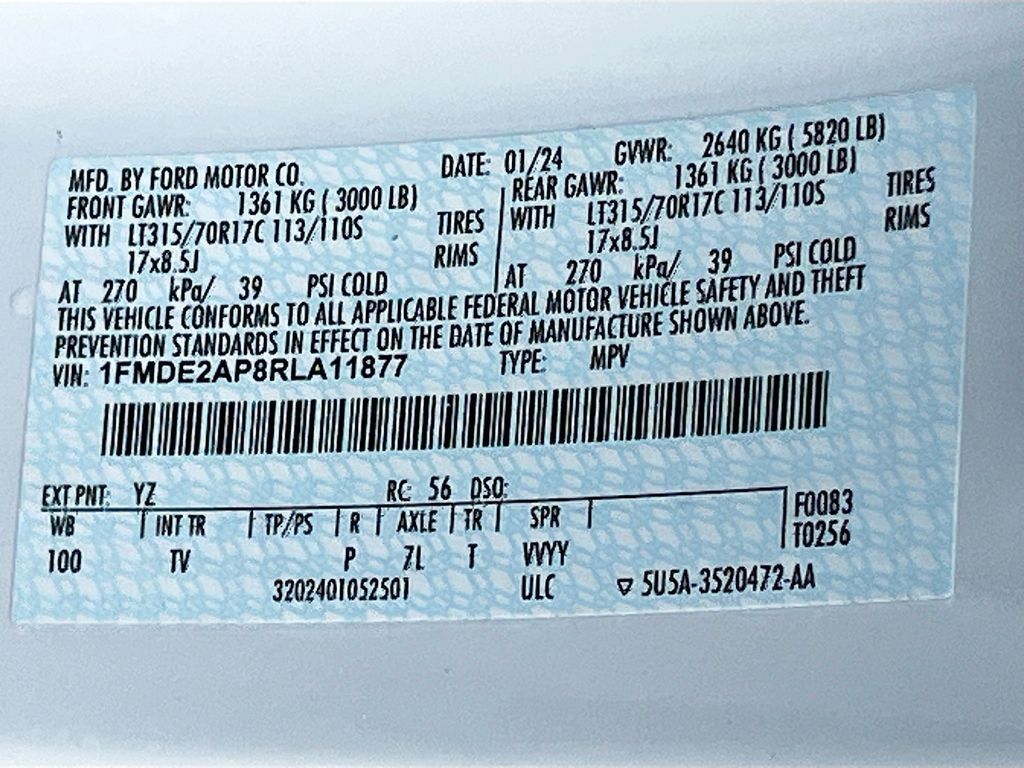 MFD. BY FORD MOTOR CO. DATE: 01/24 GVWR: 2640 KG ( 5820 LB)
FRONT GAWR: 1361 KG ( 3000 LB) REAR GAWR: 1361 KG ( 3000 LB)
WITH LT315/70R17C 113/110S TIRES WITH LT315/70R17C 113/110S TIRES
17x8.5J RIMS 17x8.5J RIMS
AT 270 kPa/ 39 PSI COLD AT 270 kPa/ 39 PSI COLD
THIS VEHICLE CONFORMS TO ALL APPLICABLE FEDERAL MOTOR VEHICLE SAFETY AND THEFT
PREVENTION STANDARDS IN EFFECT ON THE DATE OF MANUFACTURE SHOWN ABOVE.
VIN: 1FMDE2AP8RLA11877 TYPE: MPV
EXT PNT: YZ RC: 56 DSO:
WB INT TR TP/PS R AXLE TR SPR F0083
100 TV P 7L T VVYY T0256
3202401052501 ULC 5U5A-3520472-AA